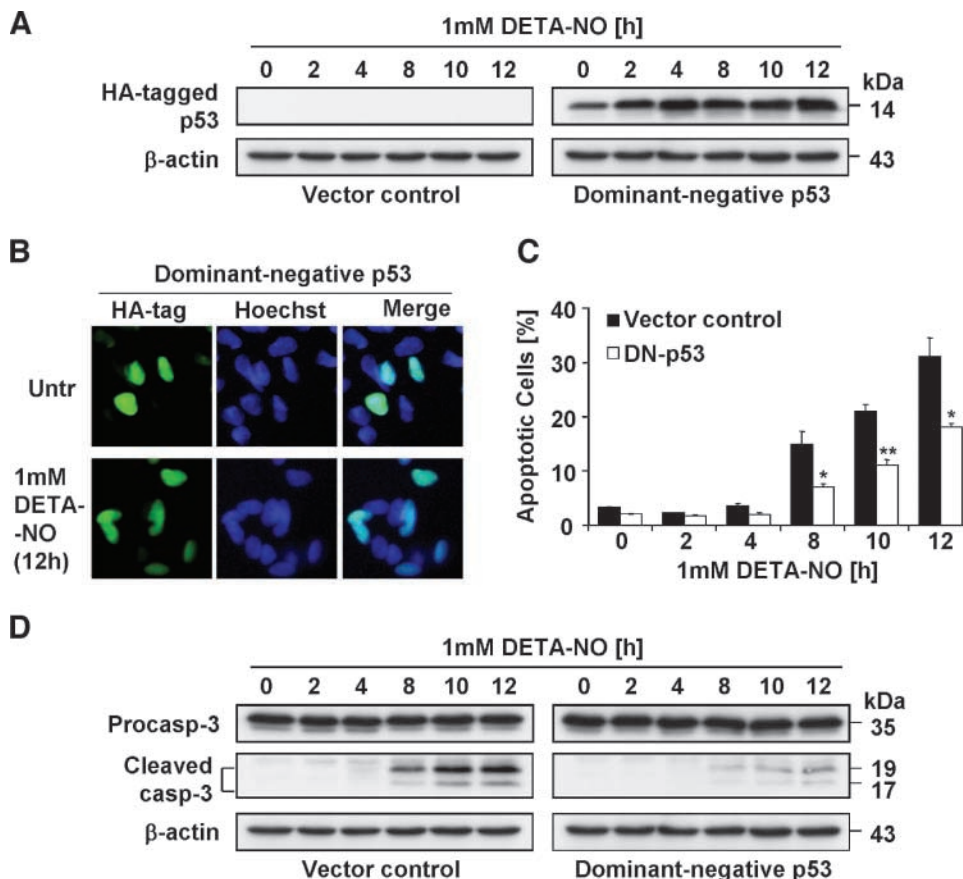 A
1mM DETA-NO [h]
0 2 4 8 10 12 0 2 4 8 10 12 kDa
HA-tagged
p53
14
β-actin
43
Vector control Dominant-negative p53
B
Dominant-negative p53
HA-tag Hoechst Merge
Untr
1mM
DETA-
-NO
(12h)
C
Apoptotic Cells [%]
40
30
20
10
0
Vector control
DN-p53
*
**
*
0 2 4 8 10 12
1mM DETA-NO [h]
D
1mM DETA-NO [h]
0 2 4 8 10 12 0 2 4 8 10 12 kDa
Procasp-3
35
Cleaved
casp-3
19
17
β-actin
43
Vector control Dominant-negative p53